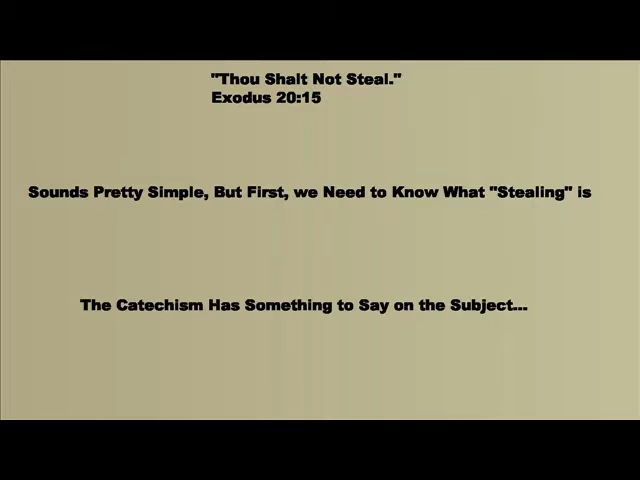 "Thou Shalt Not Steal."
Exodus 20:15
Sounds Pretty Simple, But First, we Need to Know What "Stealing" is
The Catechism Has Something to Say on the Subject...